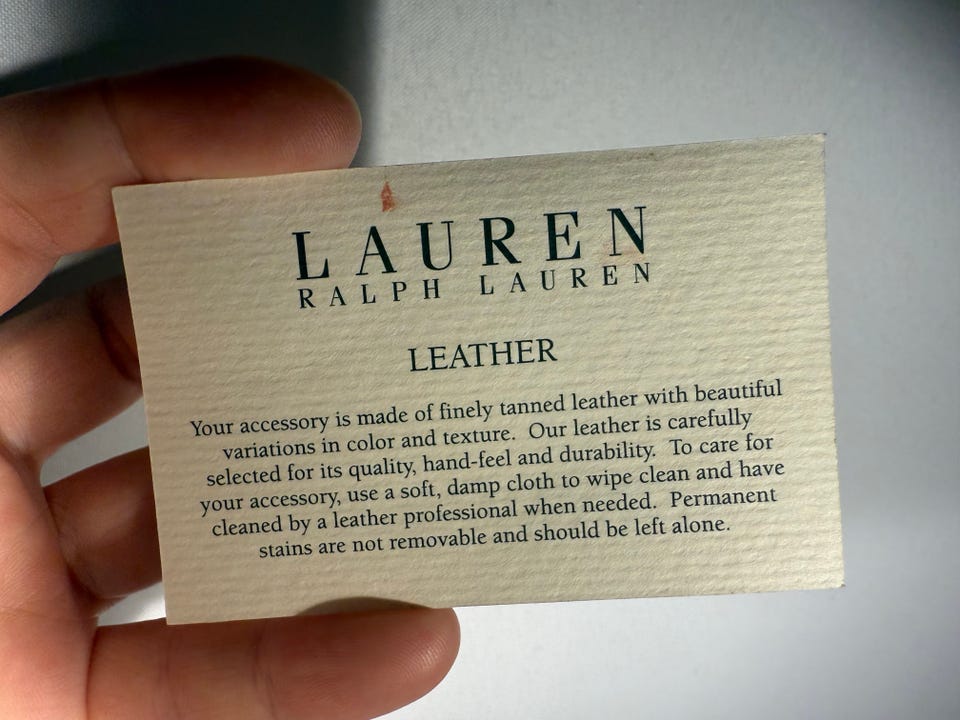 LAUREN
RALPH LAUREN
LEATHER
Your accessory is made of finely tanned leather with beautiful
variations in color and texture.  Our leather is carefully
selected for its quality, hand-feel and durability.  To care for
your accessory, use a soft, damp cloth to wipe clean and have
cleaned by a leather professional when needed.  Permanent
stains are not removable and should be left alone.